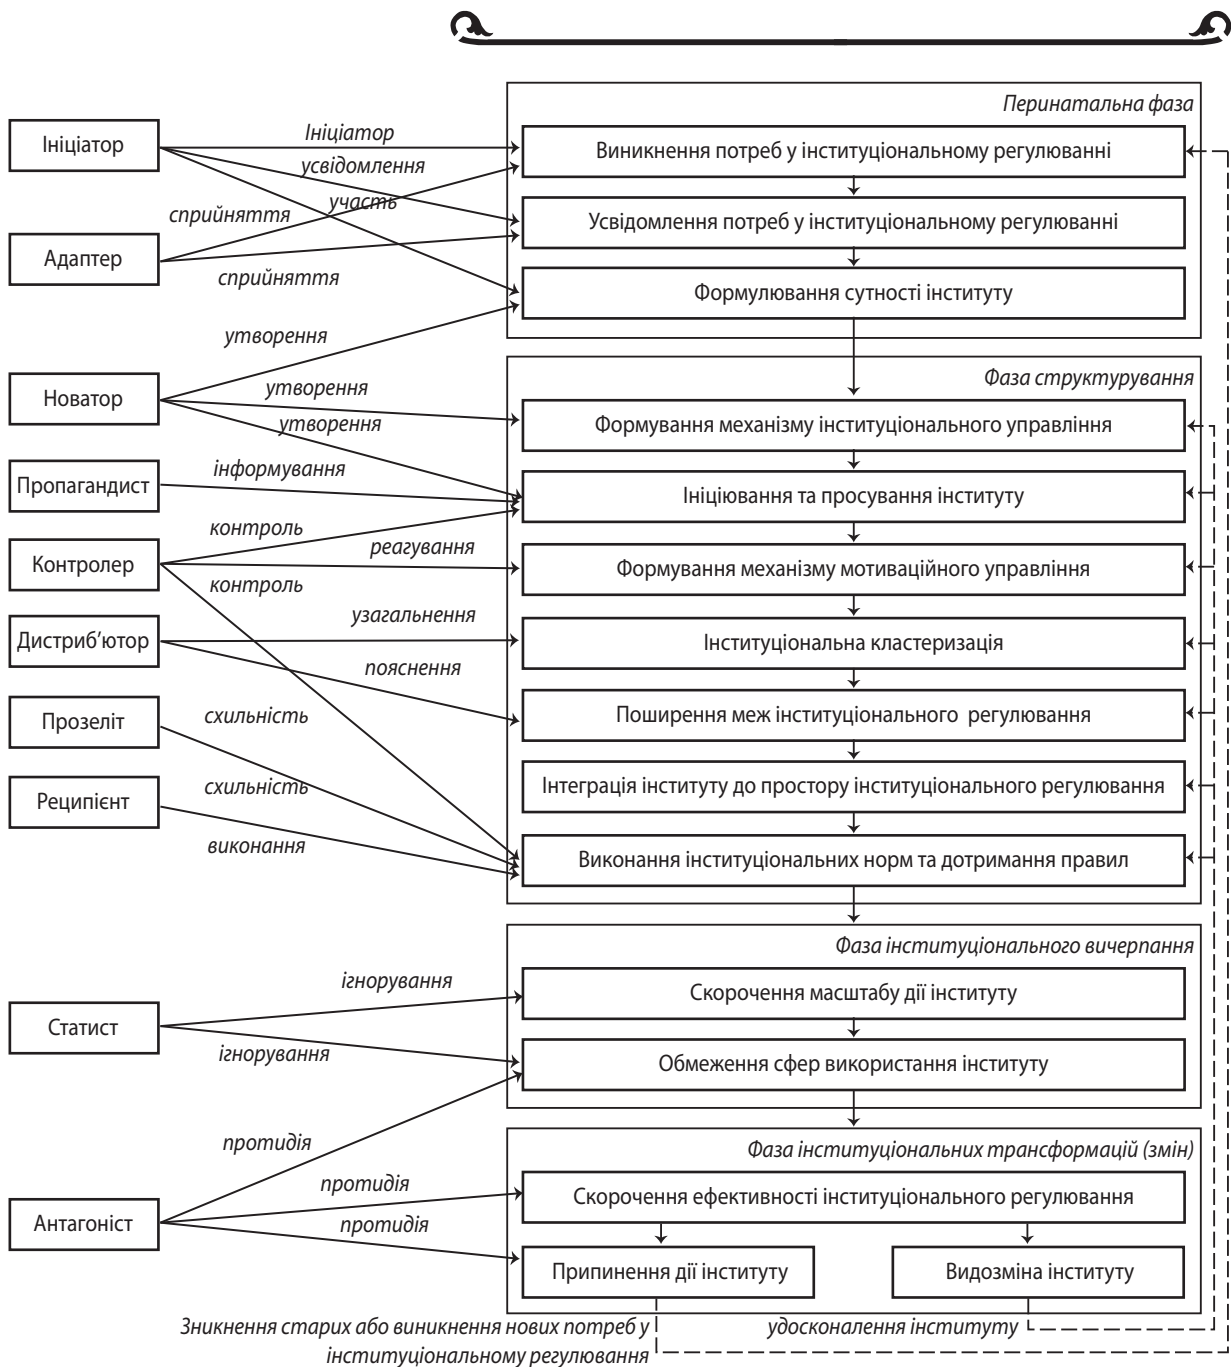 Перинатальна фаза
Ініціатор
Ініціатор
Виникнення потреб у інституціональному регулюванні
усвідомлення
участь
сприйняття
Усвідомлення потреб у інституціональному регулюванні
Адаптер
сприйняття
Формулювання сутності інституту
утворення
Фаза структурування
Новатор
утворення
Формування механізму інституціонального управління
утворення
Пропагандист
інформування
Ініціювання та просування інституту
контроль
Контролер
реагування
Формування механізму мотиваційного управління
контроль
Дистриб’ютор
узагальнення
Інституціональна кластеризація
пояснення
Прозеліт
схильність
Поширення меж інституціонального регулювання
Реципієнт
схильність
Інтеграція інституту до простору інституціонального регулювання
виконання
Виконання інституціональних норм та дотримання правил
Фаза інституціонального вичерпання
ігнорування
Скорочення масштабу дії інституту
Статист
ігнорування
Обмеження сфер використання інституту
протидія
Фаза інституціональних трансформацій (змін)
протидія
Скорочення ефективності інституціонального регулювання
Антагоніст
протидія
Припинення дії інституту
Видозміна інституту
Зникнення старих або виникнення нових потреб у
інституціональному регулювання
удосконалення інституту